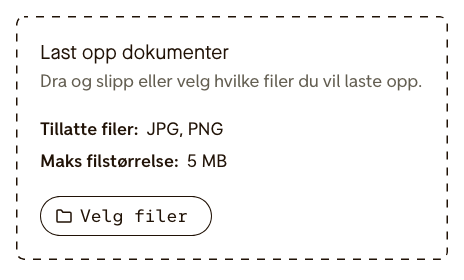 Last opp dokumenter
Dra og slipp eller velg hvilke filer du vil laste opp.
Tillatte filer: JPG, PNG
Maks filstørrelse: 5 MB
Velg filer